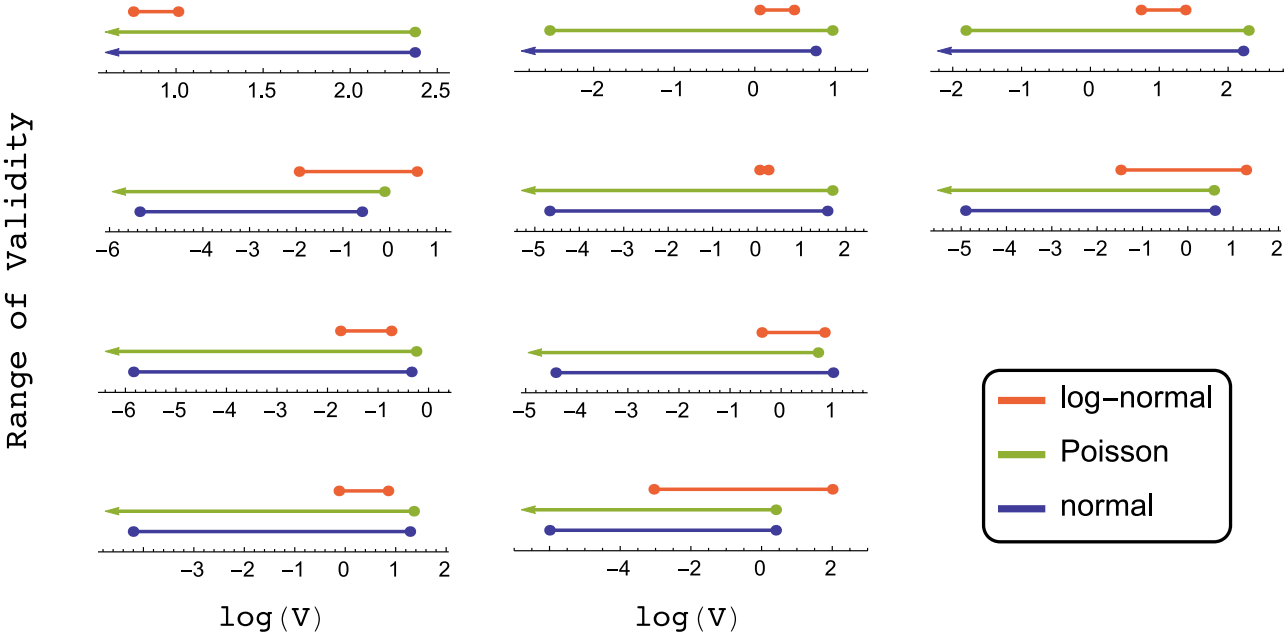 Range of Validity
1.0 1.5 2.0 2.5
−2 −1 0 1
−2 −1 0 1 2
−6 −4 −3 −2 −1 0 1
−5 −4 −3 −2 −1 0 1 2
−5 −4 −3 −2 −1 0 1 2
−6 −5 −4 −3 −2 −1 0
−5 −4 −3 −2 −1 0 1
log−normal
Poisson
normal
−3 −2 −1 0 1 2
−4 −2 0 2
log(V)
log(V)